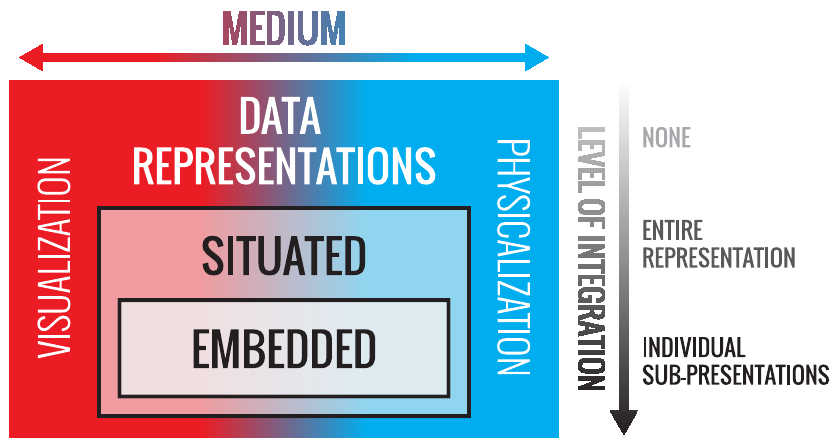 MEDIUM
DATA
REPRESENTATIONS
VISUALIZATION
PHYSICALIZATION
SITUATED
EMBEDDED
LEVEL OF INTEGRATION
NONE
ENTIRE
REPRESENTATION
INDIVIDUAL
SUB-PRESENTATIONS